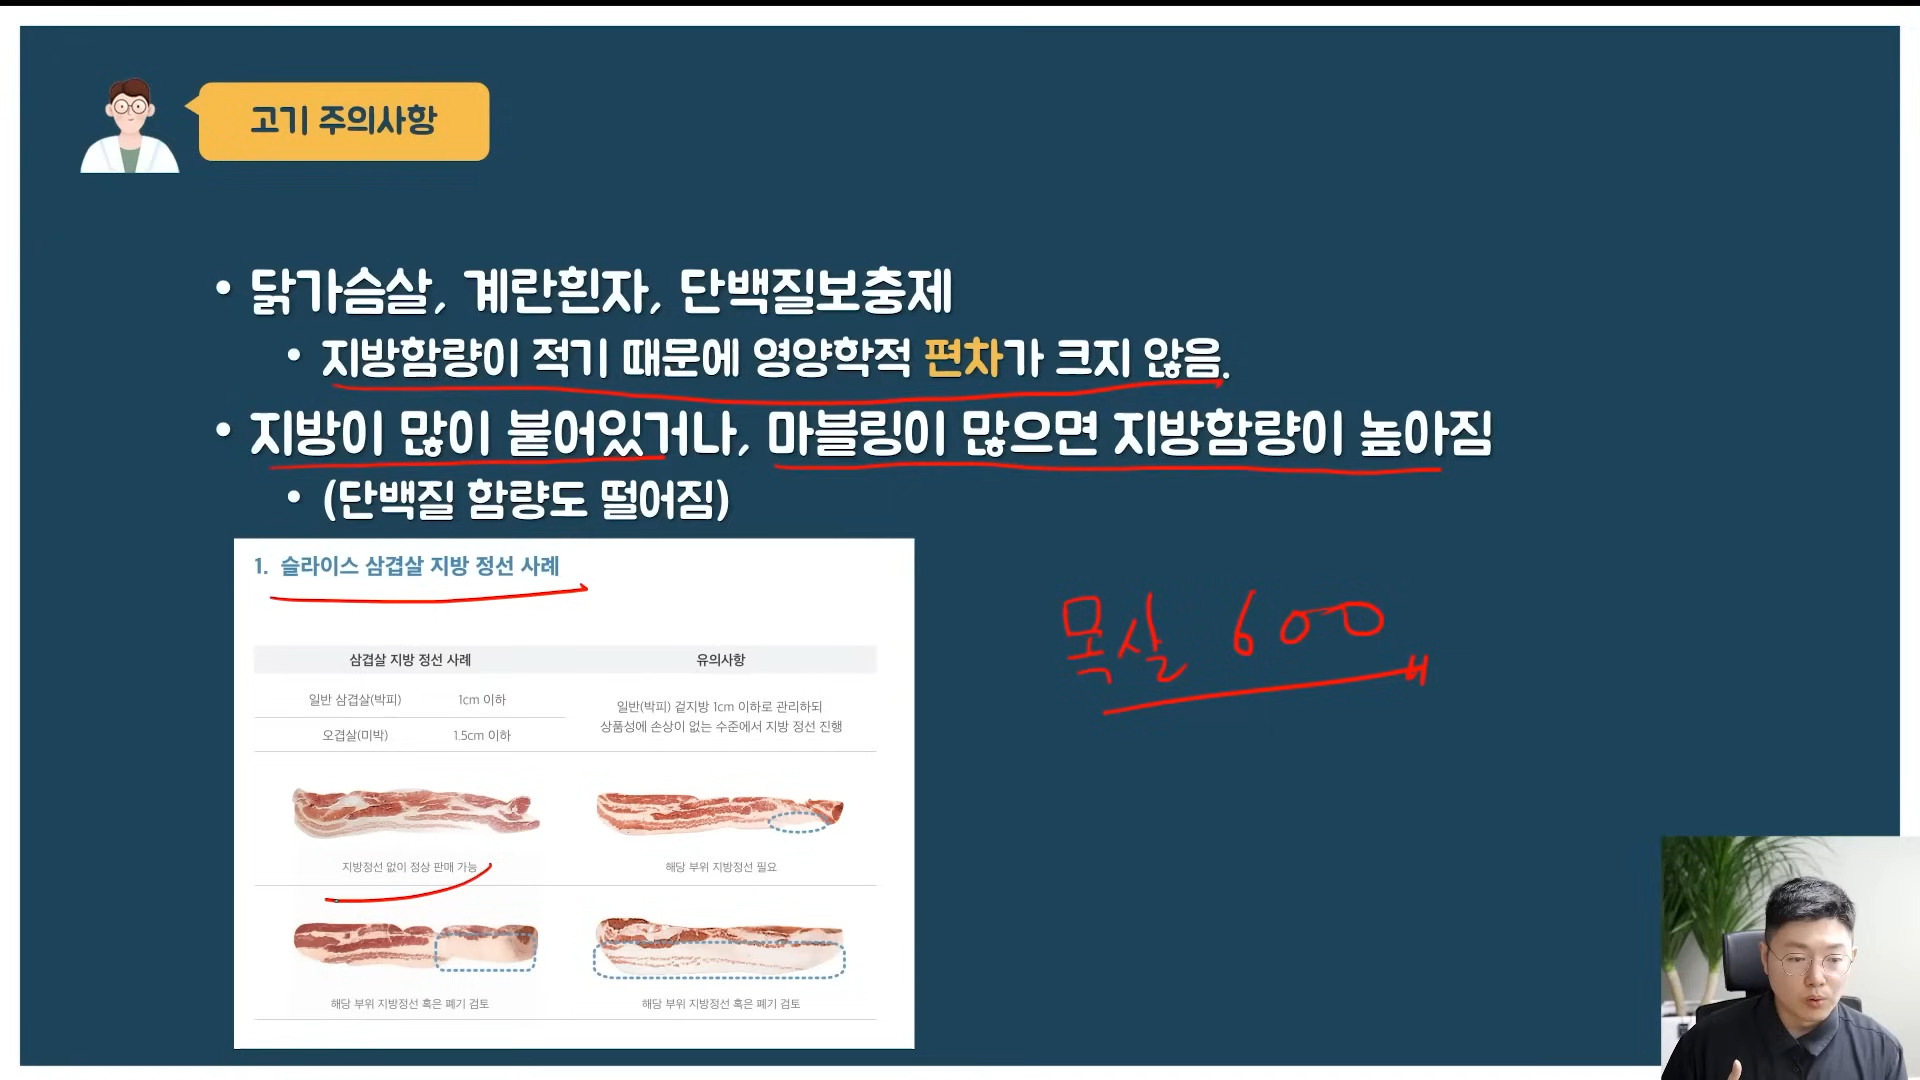 고기 주의사항
• 닭가슴살, 계란흰자, 단백질보충제
• 지방함량이 적기 때문에 영양학적 편차가 크지 않음.
• 지방이 많이 붙어있거나, 마블링이 많으면 지방함량이 높아짐
• (단백질 함량도 떨어짐)
1. 슬라이스 삼겹살 지방 정선 사례
삼겹살 지방 정선 사례 유의사항
일반 삼겹살(박피) 1cm 이하
오겹살(미박) 1.5cm 이하
일반(박피) 겉지방 1cm 이하로 관리하되
상품성에 손상이 없는 수준에서 지방 정선 진행
지방정선 없이 정상 판매 가능
해당 부위 지방정선 필요
해당 부위 지방정선 혹은 폐기 검토
해당 부위 지방정선 혹은 폐기 검토
목살 600